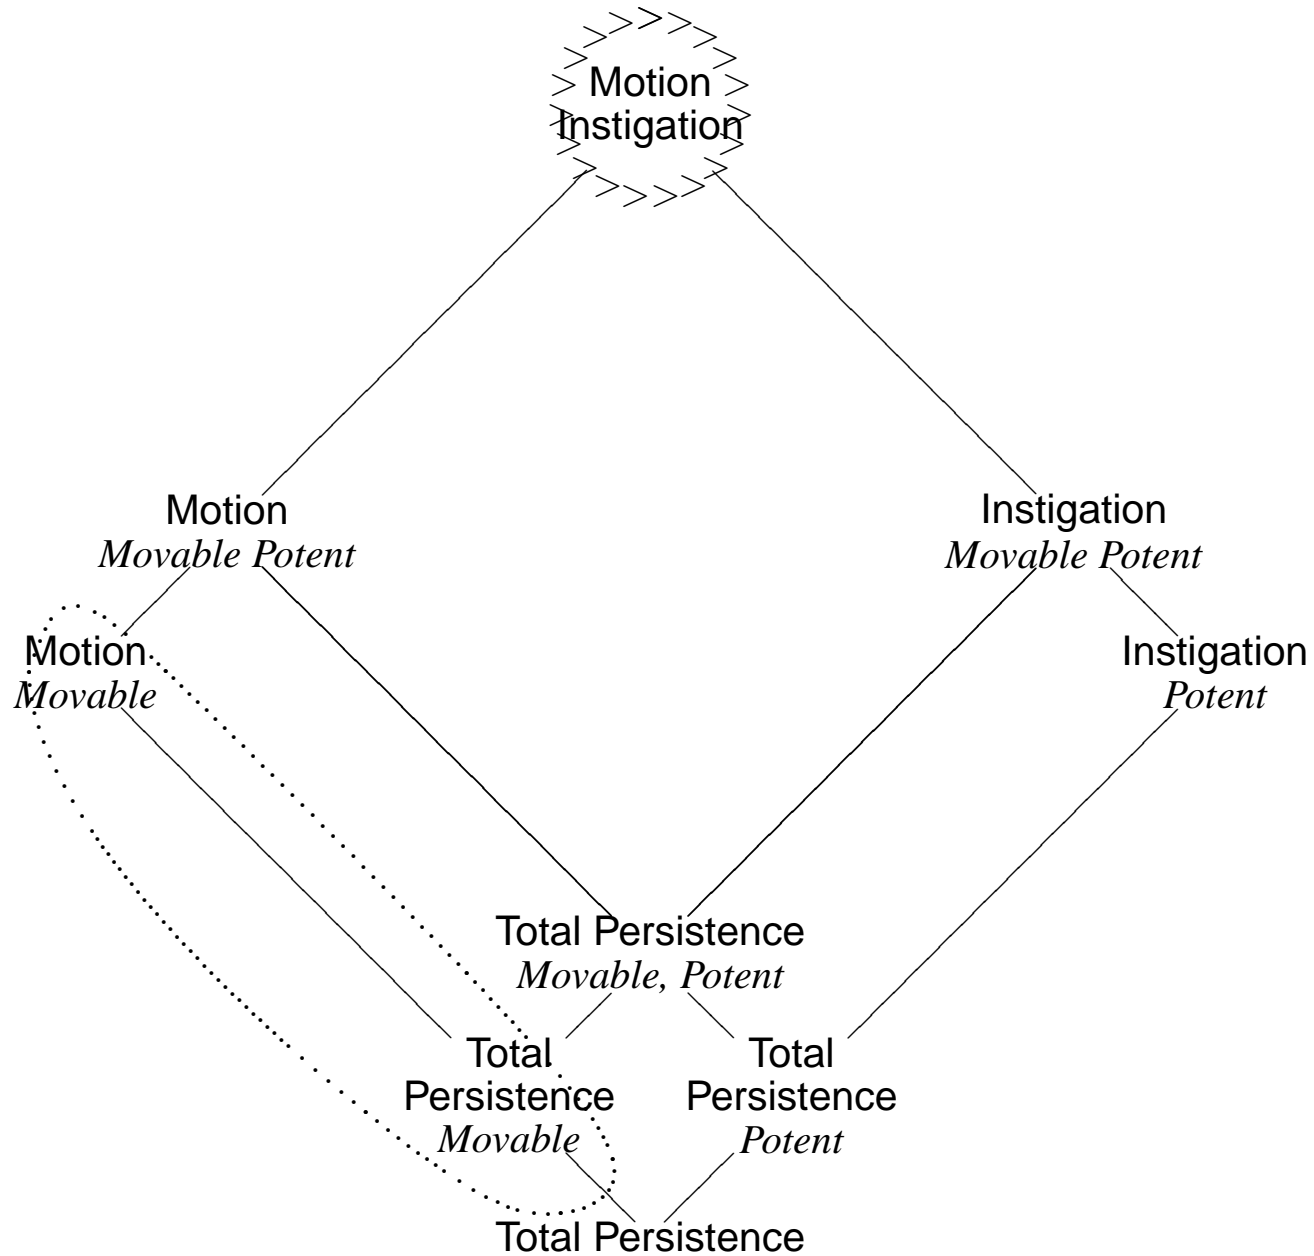 Motion
Instigation
Motion
Movable Potent
Instigation
Movable Potent
Motion
Movable
Instigation
Potent
Total Persistence
Movable, Potent
Total
Persistence
Movable
Total
Persistence
Potent
Total Persistence